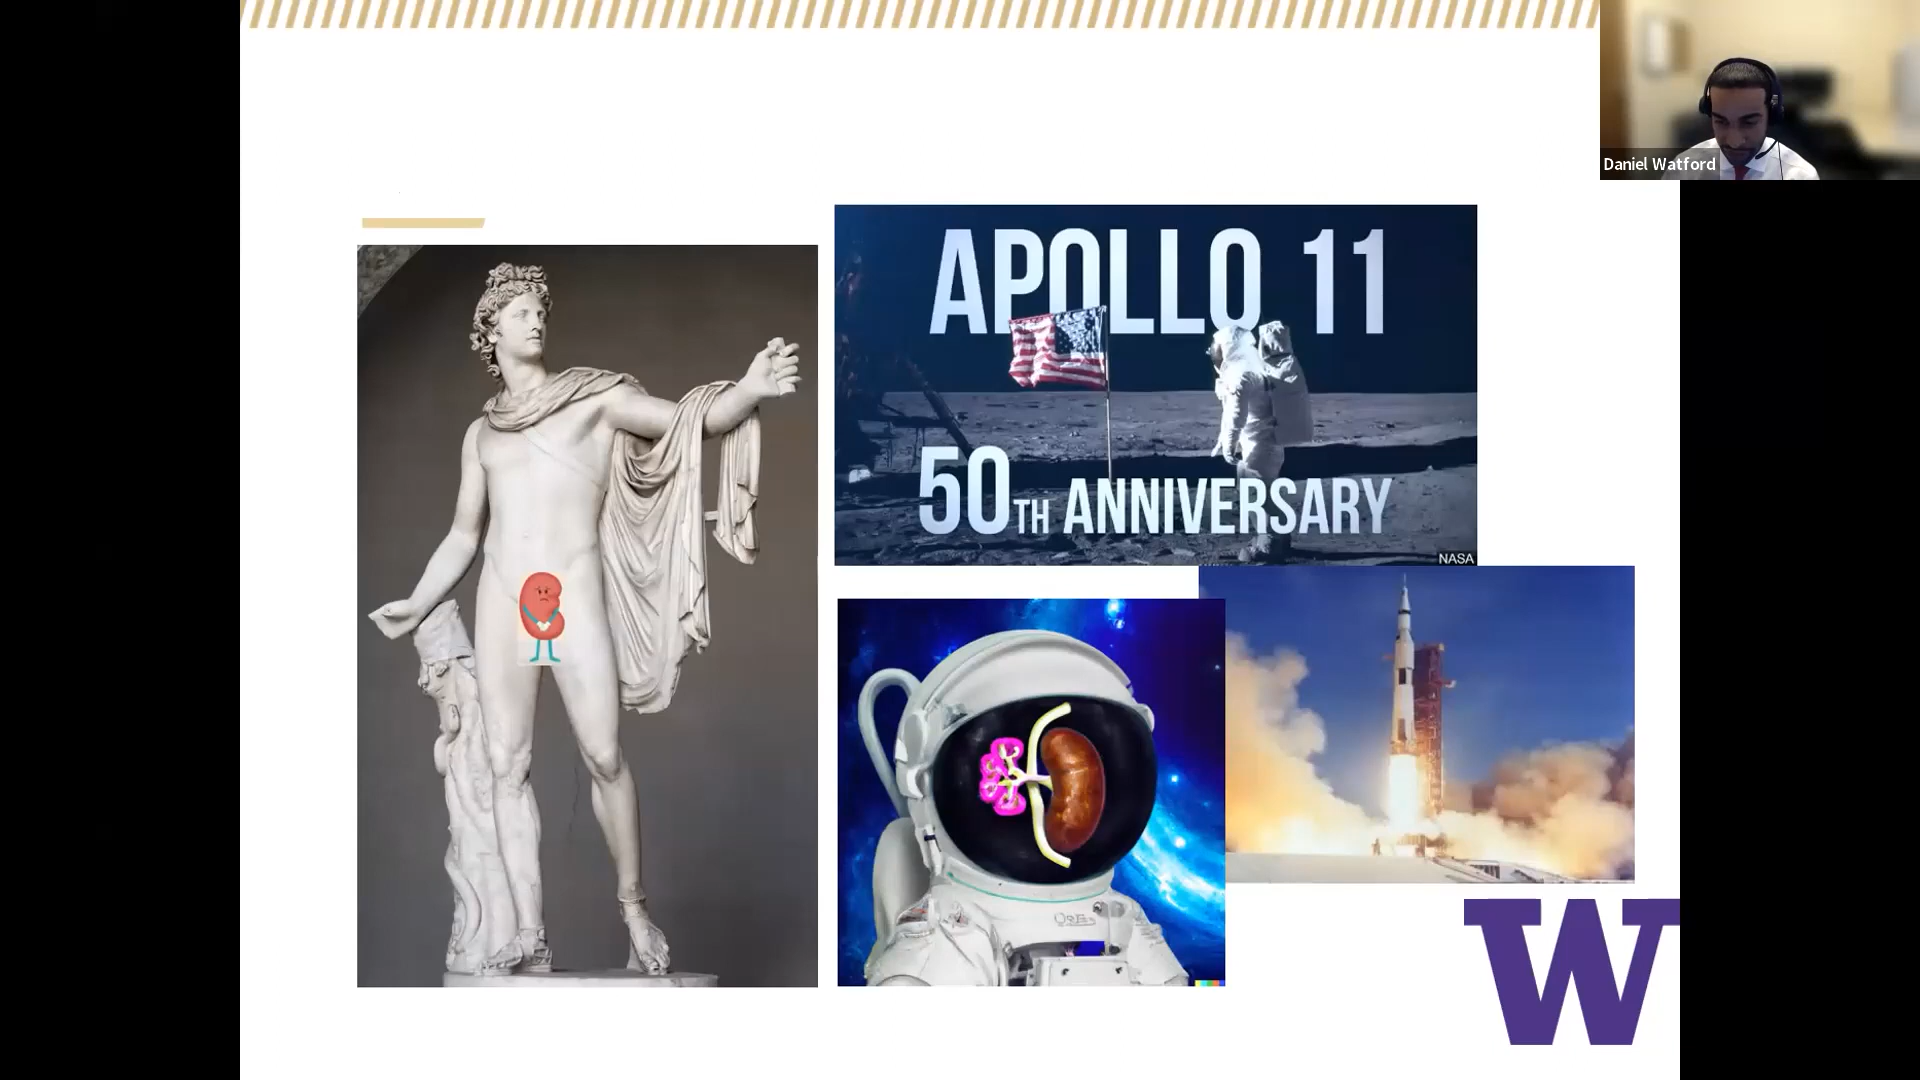 Daniel Watford
APOLLO 11
50TH ANNIVERSARY
NASA
W